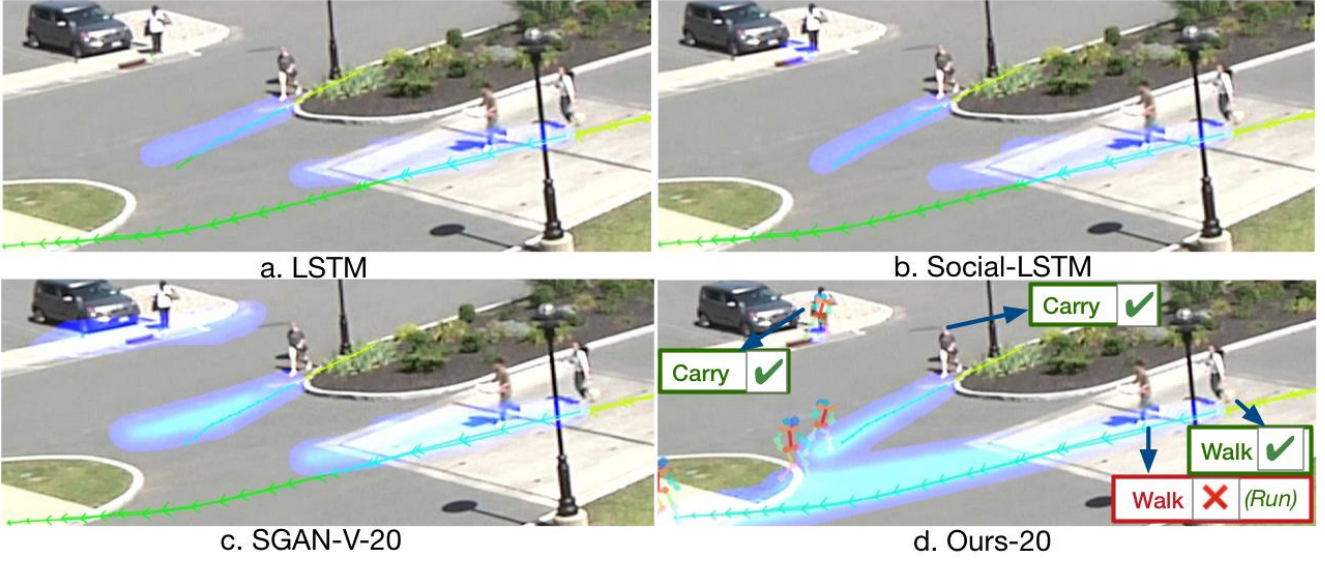 a. LSTM
b. Social-LSTM
Carry ✔
Carry ✔
Walk ✔
Walk ✕ (Run)
c. SGAN-V-20
d. Ours-20